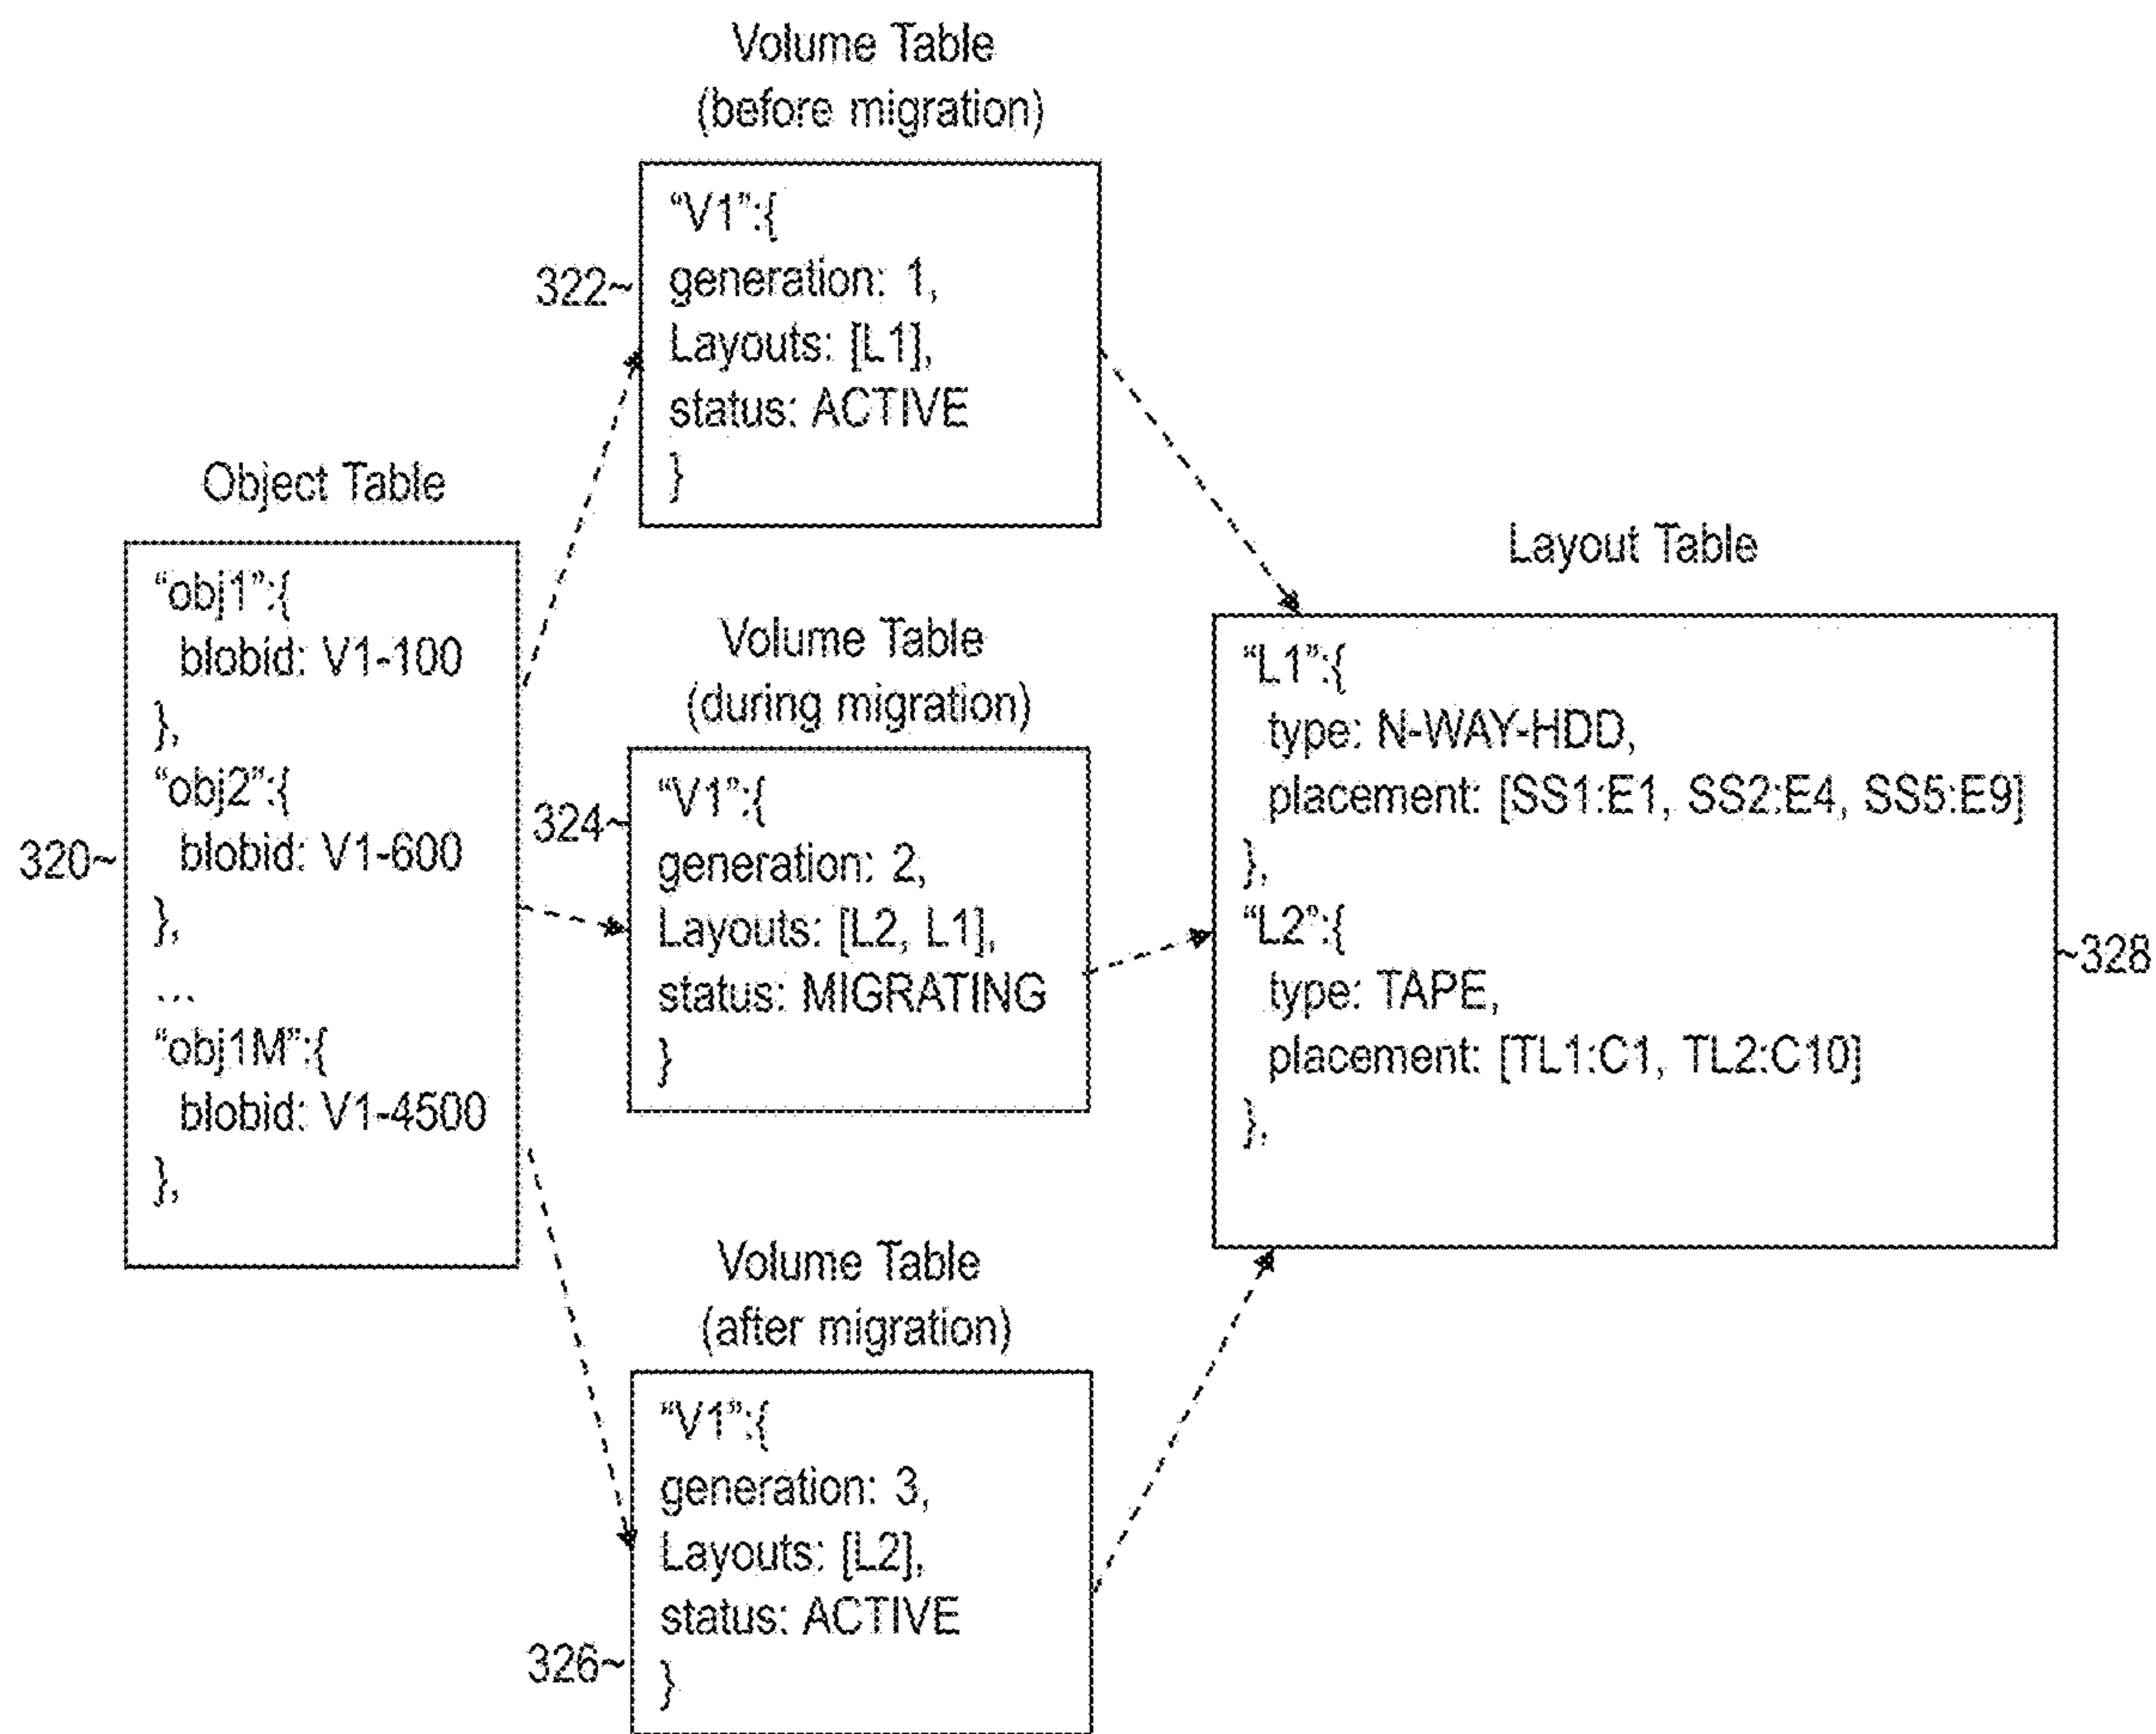 Volume Table
(before migration)
322~
“V1”:{
generation: 1,
Layouts: [L1],
status: ACTIVE
}
Object Table
320~
“obj1”:{
blobid: V1-100
},
“obj2”:{
blobid: V1-600
},
...
“obj1M”:{
blobid: V1-4500
},
Volume Table
(during migration)
324~
“V1”:{
generation: 2,
Layouts: [L2, L1],
status: MIGRATING
}
Volume Table
(after migration)
“V1”:{
generation: 3,
Layouts: [L2],
status: ACTIVE
326~
}
Layout Table
“L1”:{
type: N-WAY-HDD,
placement: [SS1:E1, SS2:E4, SS5:E9]
},
“L2”:{
type: TAPE,
placement: [TL1:C1, TL2:C10]
},
~328